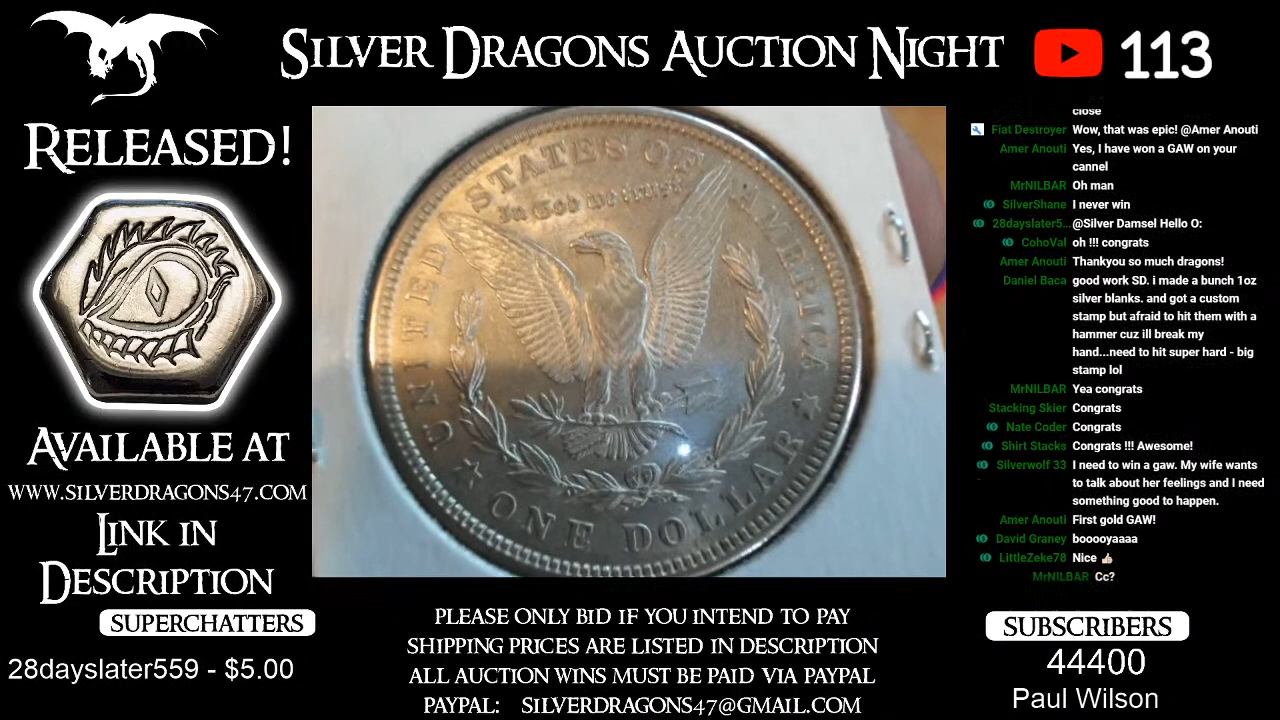 SILVER DRAGONS AUCTION NIGHT
113
RELEASED!
AVAILABLE AT
WWW.SILVERDRAGONS47.COM
LINK IN
DESCRIPTION
SUPERCHATTERS
28dayslater559 - $5.00
UNITED STATES OF AMERICA
In God we trust
ONE DOLLAR
PLEASE ONLY BID IF YOU INTEND TO PAY
SHIPPING PRICES ARE LISTED IN DESCRIPTION
ALL AUCTION WINS MUST BE PAID VIA PAYPAL
PAYPAL: SILVERDRAGONS47@GMAIL.COM
close
Fiat Destroyer Wow, that was epic! @Amer Anouti
Amer Anouti Yes, I have won a GAW on your
cannel
MrNILBAR Oh man
SilverShane I never win
28dayslater5... @Silver Damsel Hello O:
CohoVal oh !!! congrats
Amer Anouti Thankyou so much dragons!
Daniel Baca good work SD. i made a bunch 1oz
silver blanks. and got a custom
stamp but afraid to hit them with a
hammer cuz ill break my
hand...need to hit super hard - big
stamp lol
MrNILBAR Yea congrats
Stacking Skier Congrats
Nate Coder Congrats
Shirt Stacks Congrats !!! Awesome!
Silverwolf 33 I need to win a gaw. My wife wants
to talk about her feelings and I need
something good to happen.
Amer Anouti First gold GAW!
David Graney booooyaaaa
LittleZeke78 Nice 👍🏻
MrNILBAR Cc?
SUBSCRIBERS
44400
Paul Wilson